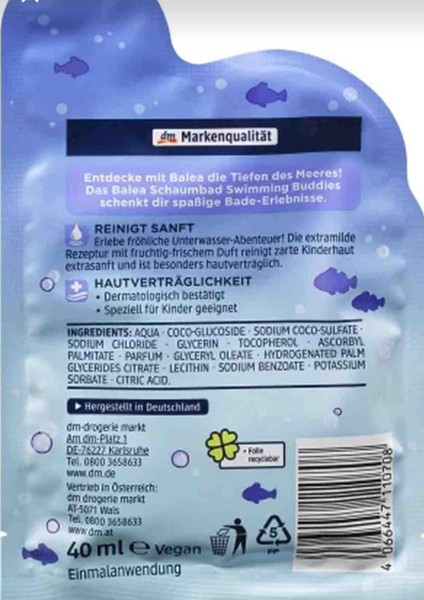 dm Markenqualität
Entdecke mit Balea die Tiefen des Meeres!
Das Balea Schaumbad Swimming Buddies
schenkt dir spaßige Bade-Erlebnisse.
REINIGT SANFT
Erlebe fröhliche Unterwasser-Abenteuer! Die extramilde
Rezeptur mit fruchtig-frischem Duft reinigt zarte Kinderhaut
extrasanft und ist besonders hautverträglich.
HAUTVERTRÄGLICHKEIT
• Dermatologisch bestätigt
• Speziell für Kinder geeignet
INGREDIENTS: AQUA · COCO-GLUCOSIDE · SODIUM COCO-SULFATE ·
SODIUM CHLORIDE · GLYCERIN · TOCOPHEROL · ASCORBYL
PALMITATE · PARFUM · GLYCERYL OLEATE · HYDROGENATED PALM
GLYCERIDES CITRATE · LECITHIN · SODIUM BENZOATE · POTASSIUM
SORBATE · CITRIC ACID.
Hergestellt in Deutschland
dm-drogerie markt
Am dm-Platz 1
DE-76227 Karlsruhe
Tel. 0800 3658633
www.dm.de
• Folie
recyclebar
Vertrieb in Österreich:
dm drogerie markt
AT-5071 Wals
Tel. 0800 3658633
www.dm.at
40 ml e Vegan
5
PP
Einmalanwendung
4 066447 110708